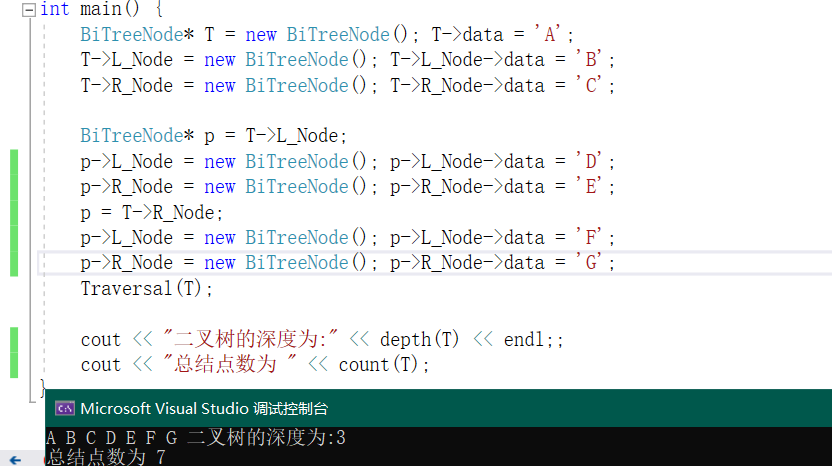 int main() {
BiTreeNode* T = new BiTreeNode(); T->data = 'A';
T->L_Node = new BiTreeNode(); T->L_Node->data = 'B';
T->R_Node = new BiTreeNode(); T->R_Node->data = 'C';
BiTreeNode* p = T->L_Node;
p->L_Node = new BiTreeNode(); p->L_Node->data = 'D';
p->R_Node = new BiTreeNode(); p->R_Node->data = 'E';
p = T->R_Node;
p->L_Node = new BiTreeNode(); p->L_Node->data = 'F';
p->R_Node = new BiTreeNode(); p->R_Node->data = 'G';
Traversal(T);
cout << "二叉树的深度为:" << depth(T) << endl;;
cout << "总结点数为 " << count(T);
}
Microsoft Visual Studio 调试控制台
A B C D E F G 二叉树的深度为:3
总结点数为 7